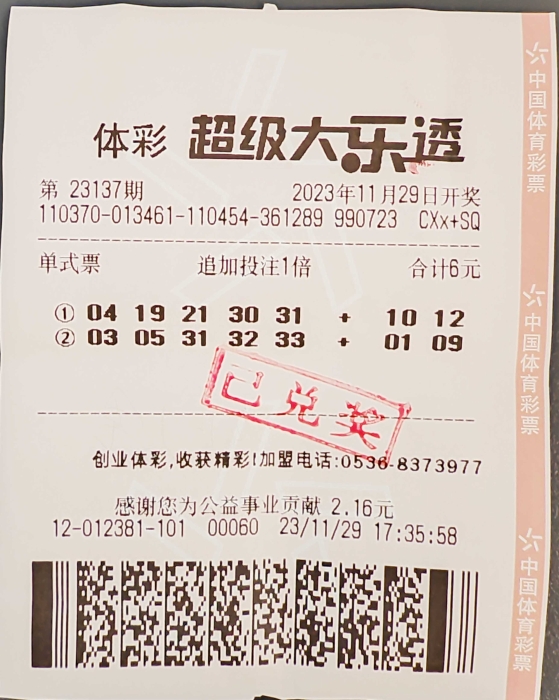 体彩 超级大乐透
第 23137期 2023年11月29日开奖
110370-013461-110454-361289 990723 CXx+SQ
单式票 追加投注1倍 合计6元
① 04 19 21 30 31 + 10 12
② 03 05 31 32 33 + 01 09
已兑奖
创业体彩,收获精彩!加盟电话:0536-8373977
感谢您为公益事业贡献 2.16元
12-012381-101 00060 23/11/29 17:35:58
中国体育彩票
中国体育彩票
中国体育彩票